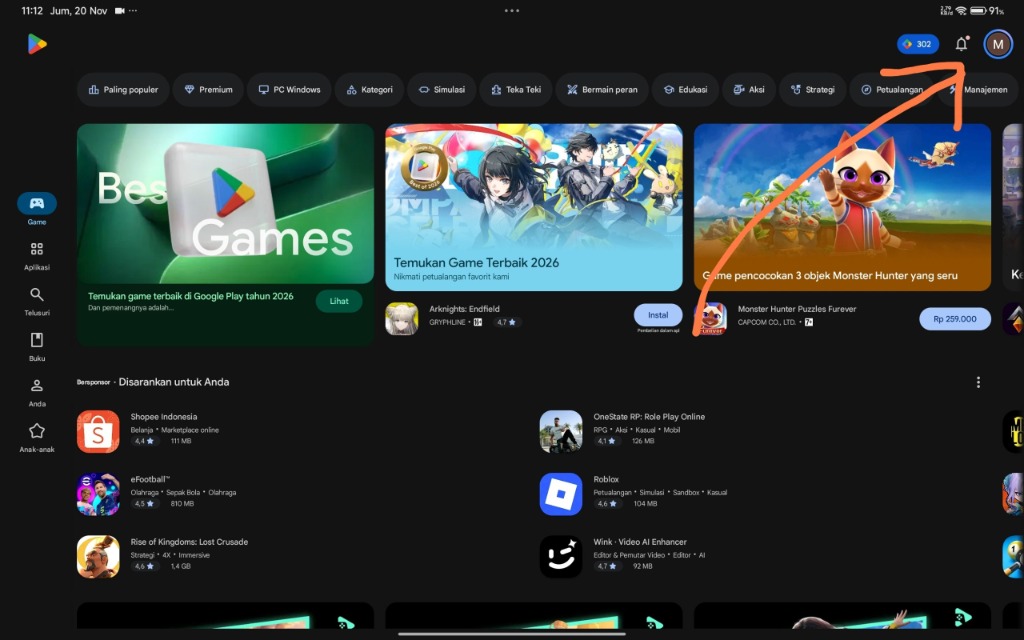 11:12 Jum, 20 Nov
2,79 KB/d
91%
302
M
Paling populer
Premium
PC Windows
Kategori
Simulasi
Teka Teki
Bermain peran
Edukasi
Aksi
Strategi
Petualangan
Manajemen
Game
Aplikasi
Telusuri
Buku
Anda
Anak-anak
Best
Games
Temukan game terbaik di Google Play tahun 2026
Dan pemenangnya adalah...
Lihat
Temukan Game Terbaik 2026
Nikmati petualangan favorit kami
Arknights: Endfield
GRYPHLINE •
4,7 ★
Instal
Pembelian dalam apl
Game pencocokan 3 objek Monster Hunter yang seru
Monster Hunter Puzzles Furever
CAPCOM CO., LTD. • 7+
Rp 259.000
Ke
Bersponsor • Disarankan untuk Anda
Shopee Indonesia
Belanja • Marketplace online
4,4 ★ 111 MB
OneState RP: Role Play Online
RPG • Aksi • Kasual • Mobil
4,1 ★ 126 MB
eFootball™
Olahraga • Sepak Bola • Olahraga
4,5 ★ 810 MB
Roblox
Petualangan • Simulasi • Sandbox • Kasual
4,6 ★ 104 MB
Rise of Kingdoms: Lost Crusade
Strategi • 4X • Immersive
4,6 ★ 1.4 GB
Wink - Video AI Enhancer
Editor & Pemutar Video • Editor • AI
4,7 ★ 92 MB